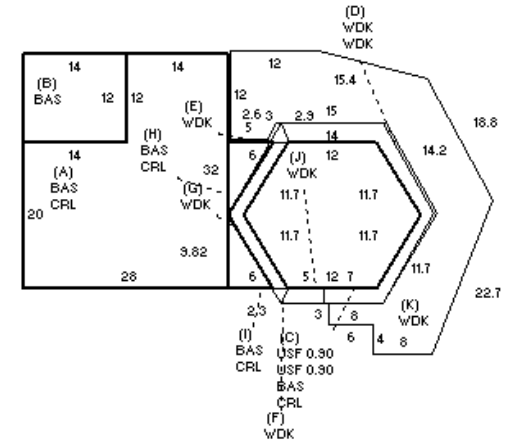 (D)
WDK
WDK
14
14
12
15.4
(B)
BAS
12
12
12
(E)
WDK
2.6
3
2.9
15
5
18.8
(H)
BAS
CRL
14
14
6
(J)
WDK
12
14.2
(A)
BAS
CRL
32
(G)
WDK
11.7
11.7
20
11.7
11.7
9.82
11.7
28
6
5
12
7
22.7
(K)
WDK
2.3
3
8
(I)
BAS
CRL
(C)
USF 0.90
USF 0.90
BAS
CRL
6
4
8
(F)
WDK